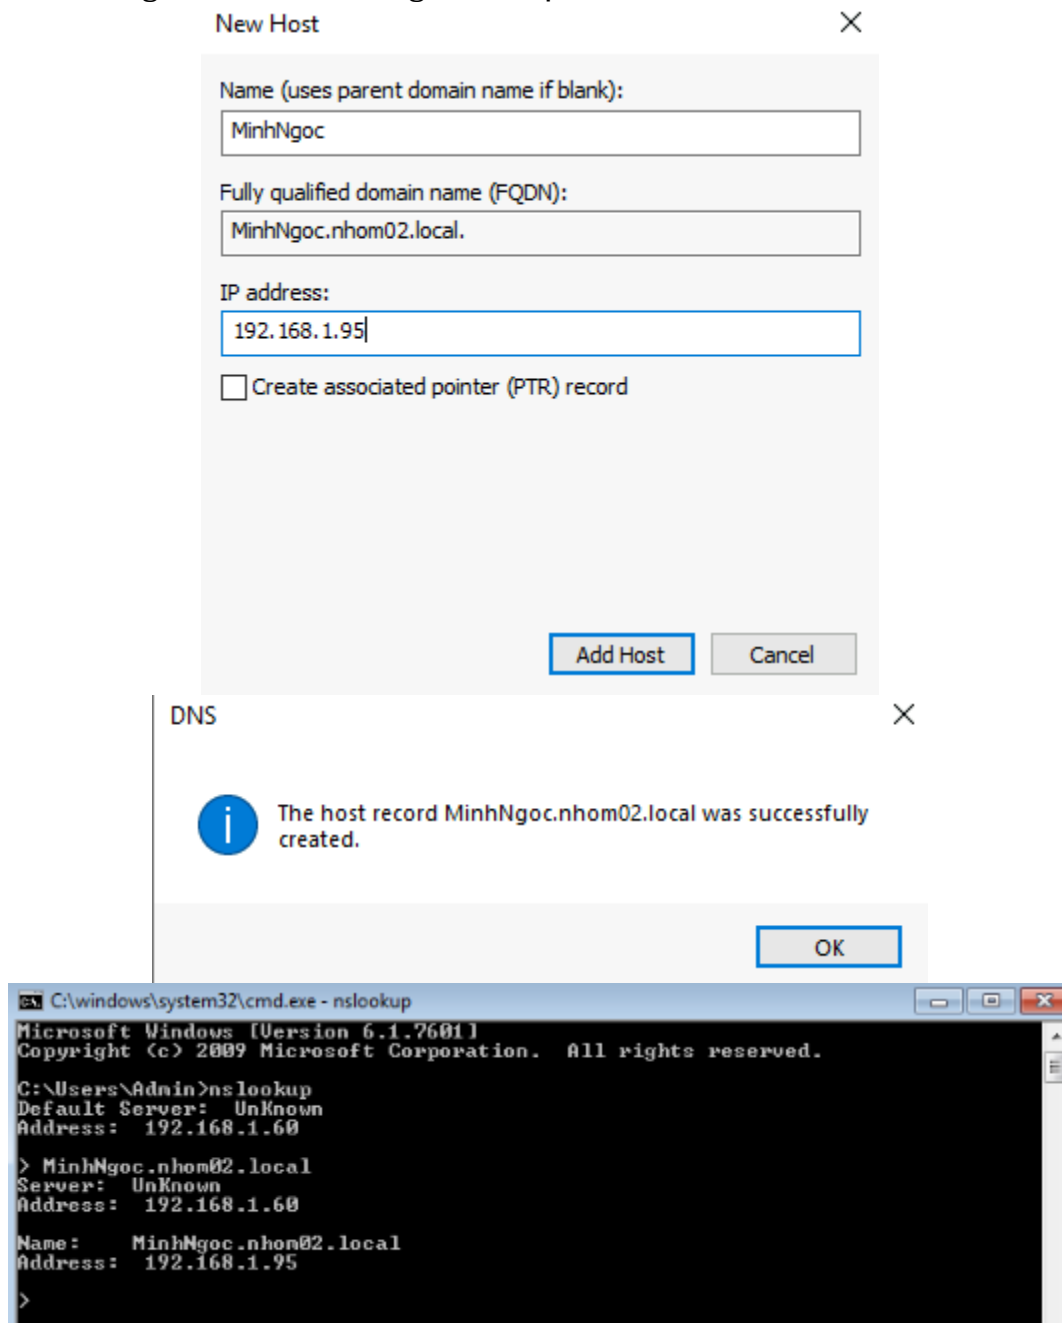 New Host
Name (uses parent domain name if blank):
MinhNgoc
Fully qualified domain name (FQDN):
MinhNgoc.nhom02.local.
IP address:
192.168.1.95
Create associated pointer (PTR) record
Add Host
Cancel
DNS
The host record MinhNgoc.nhom02.local was successfully
created.
OK
C:\windows\system32\cmd.exe - nslookup
Microsoft Windows [Version 6.1.7601]
Copyright (c) 2009 Microsoft Corporation.  All rights reserved.
C:\Users\Admin>nslookup
Default Server:  UnKnown
Address:  192.168.1.60
> MinhNgoc.nhom02.local
Server:  UnKnown
Address:  192.168.1.60
Name:    MinhNgoc.nhom02.local
Address:  192.168.1.95
>